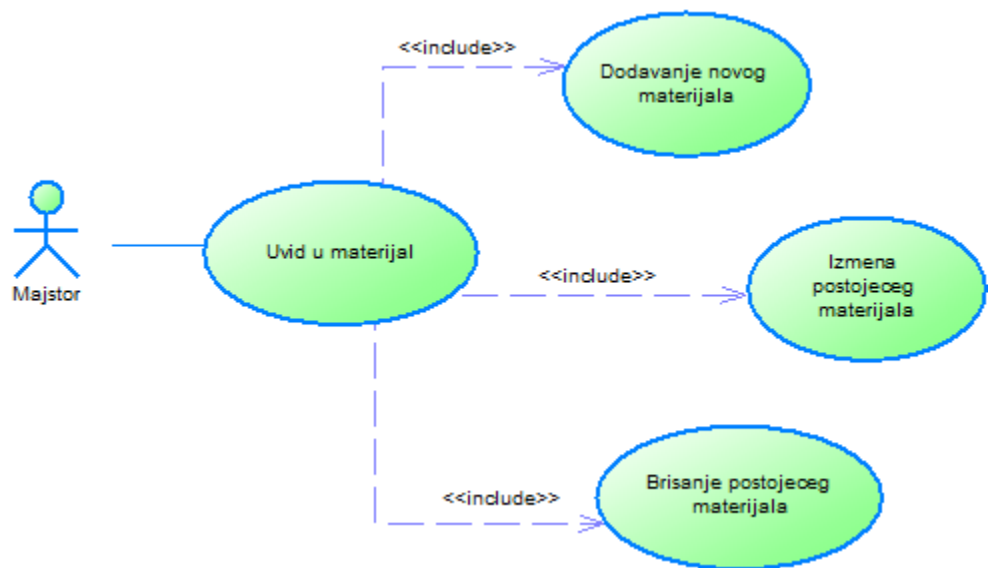 <<include>>
Dodavanje novog
materijala
Majstor
Uvid u materijal
<<include>>
Izmena
postojeceg
materijala
<<include>>
Brisanje postojeceg
materijala